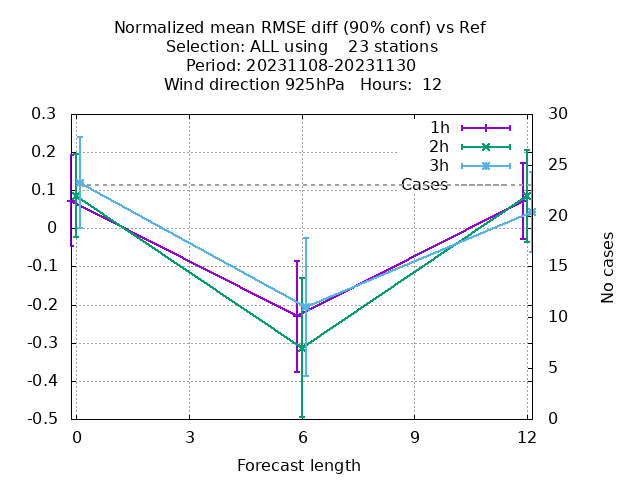 Normalized mean RMSE diff (90% conf) vs Ref
Selection: ALL using    23 stations
Period: 20231108-20231130
Wind direction 925hPa   Hours:  12
0.3
0.2
0.1
0
-0.1
-0.2
-0.3
-0.4
-0.5
1h
2h
3h
Cases
30
25
20
15
10
5
0
No cases
0 3 6 9 12
Forecast length